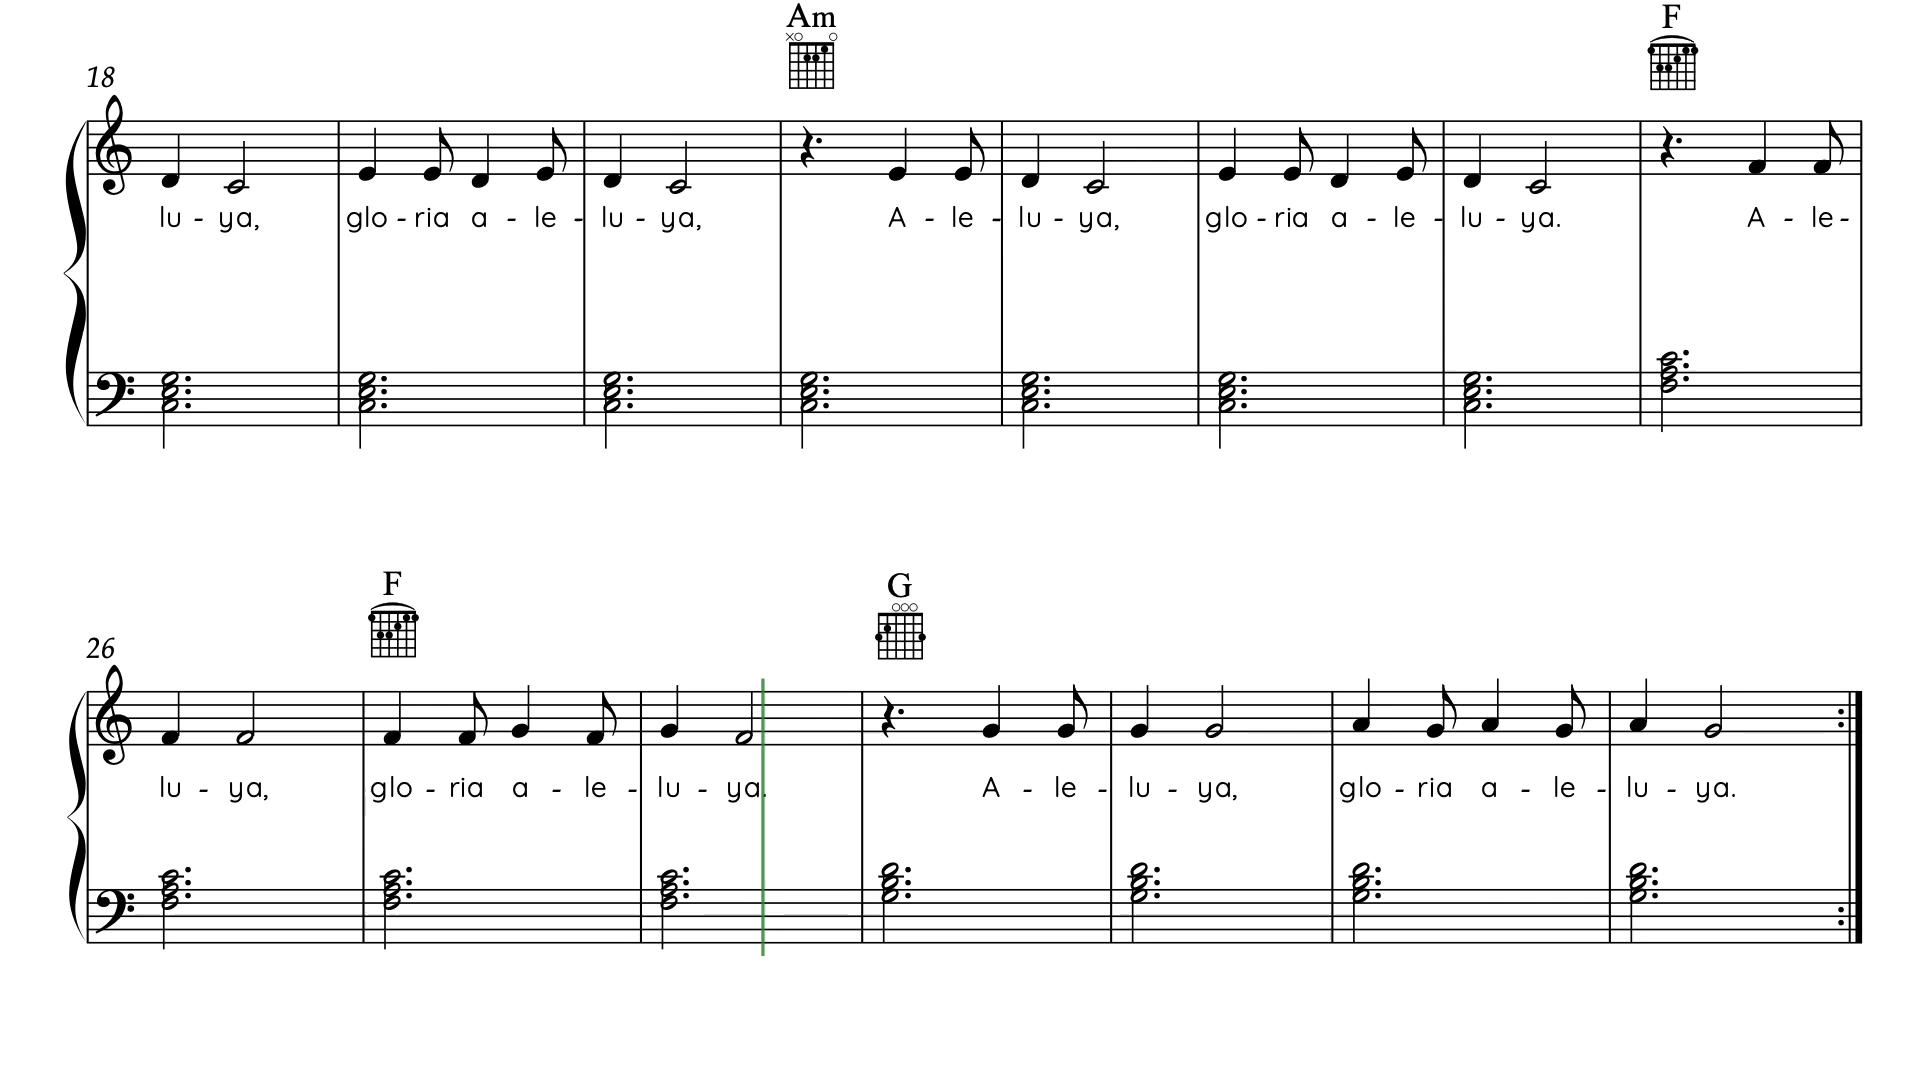 Am F
18
lu - ya, glo - ria a - le - lu - ya, A - le - lu - ya, glo - ria a - le - lu - ya. A - le -
F G
26
lu - ya, glo - ria a - le - lu - ya. A - le - lu - ya, glo - ria a - le - lu - ya.